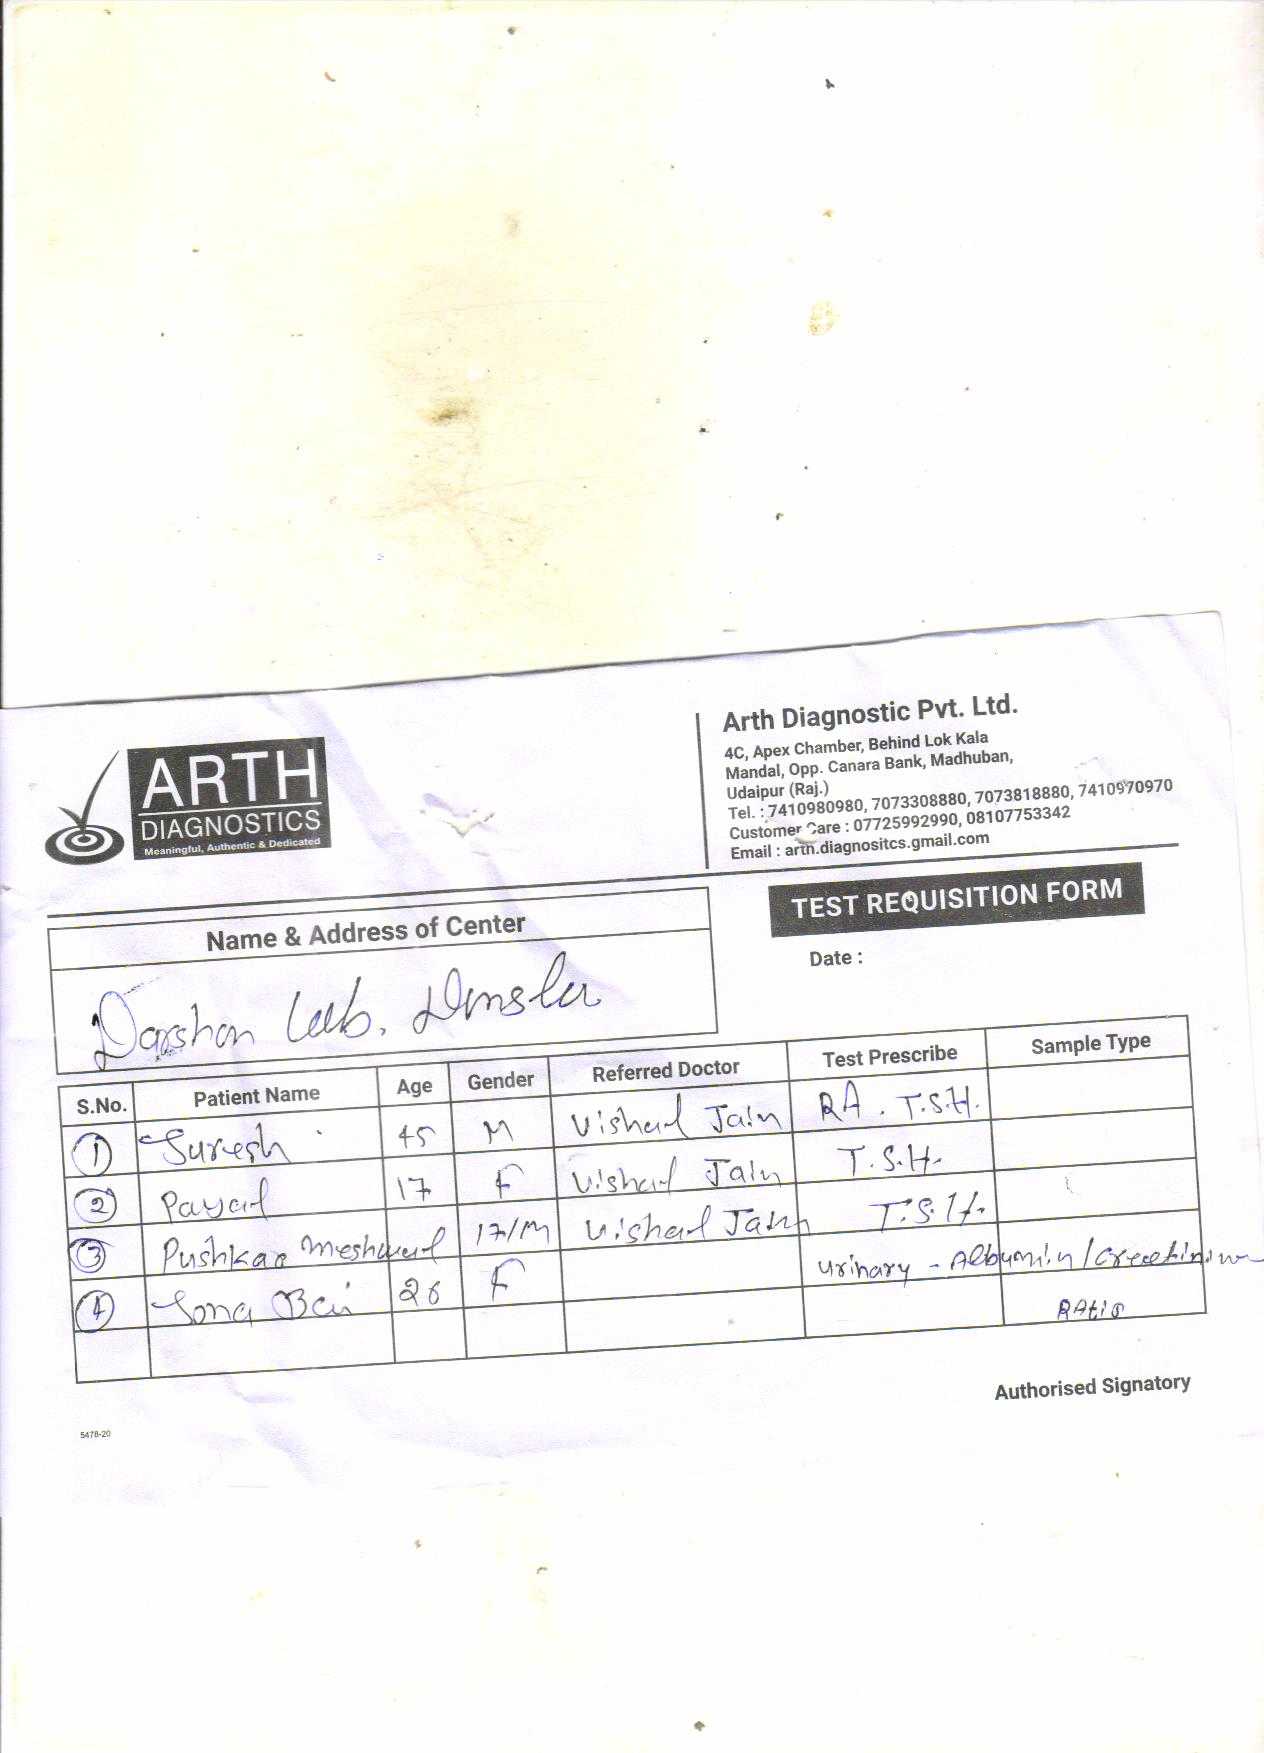 ARTH
DIAGNOSTICS
Meaningful, Authentic & Dedicated
Arth Diagnostic Pvt. Ltd.
4C, Apex Chamber, Behind Lok Kala
Mandal, Opp. Canara Bank, Madhuban,
Udaipur (Raj.)
Tel. : 7410980980, 7073308880, 7073818880, 7410970970
Customer Care : 07725992990, 08107753342
Email : arth.diagnositcs.gmail.com
TEST REQUISITION FORM
Date :
Name & Address of Center
Darshan Lab.
S.No. Patient Name Age Gender Referred Doctor Test Prescribe Sample Type
1 Suresh 45 M Vishal Jain RA. T.S.H.
2 Payal 17 F Vishal Jain T.S.H.
3 Pushkar 17/M Vishal Jain T.S.H.
4 Sona Bai 26 F Urinary - Albumin/Creatinine
RAtio
Authorised Signatory
5478-20